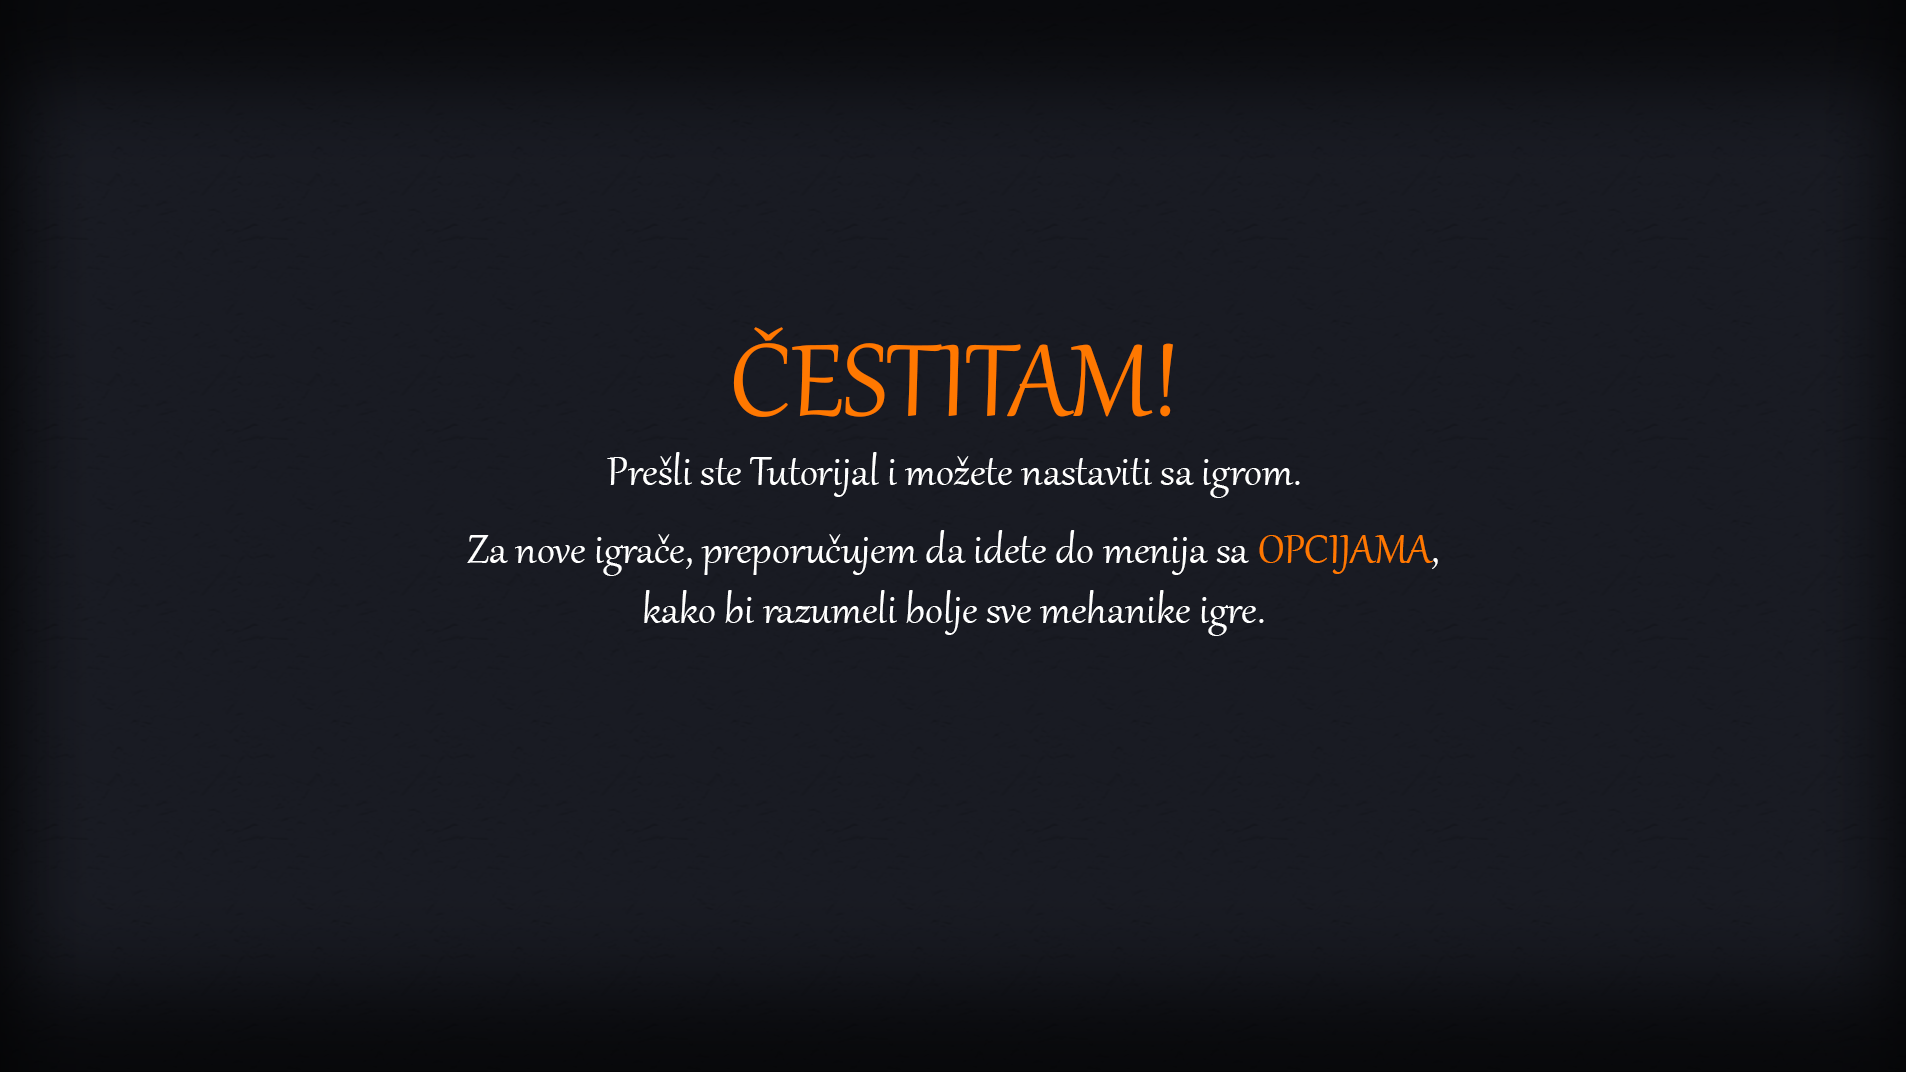 ČESTITAM!
Prešli ste Tutorijal i možete nastaviti sa igrom.
Za nove igrače, preporučujem da idete do menija sa OPCIJAMA,
kako bi razumeli bolje sve mehanike igre.